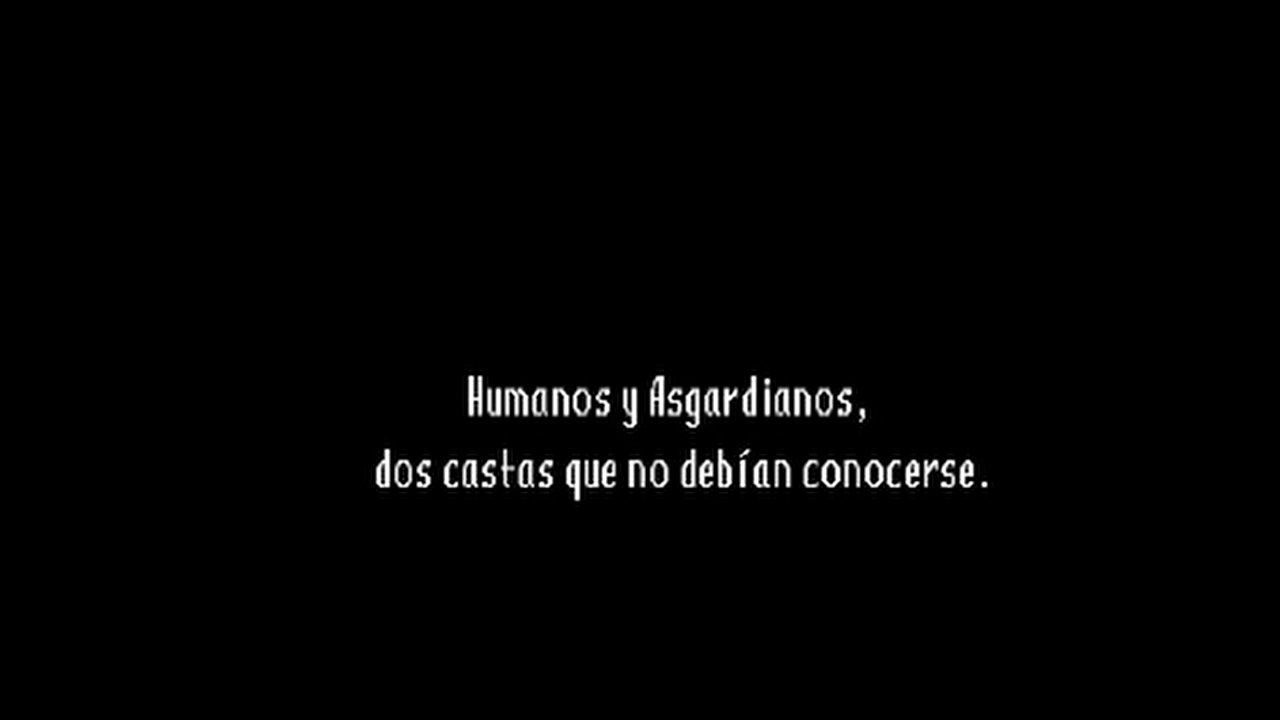 Humanos y Asgardianos,
dos castas que no debían conocerse.